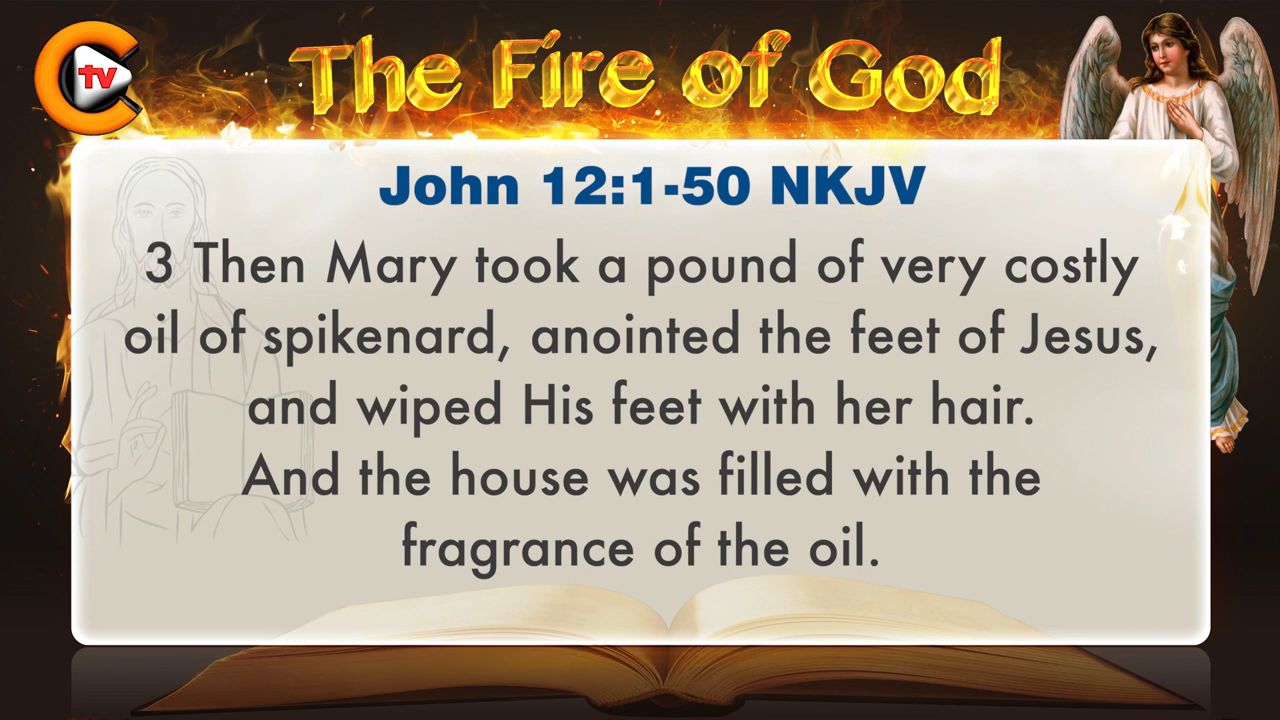 tv
The Fire of God
John 12:1-50 NKJV
3 Then Mary took a pound of very costly
oil of spikenard, anointed the feet of Jesus,
and wiped His feet with her hair.
And the house was filled with the
fragrance of the oil.